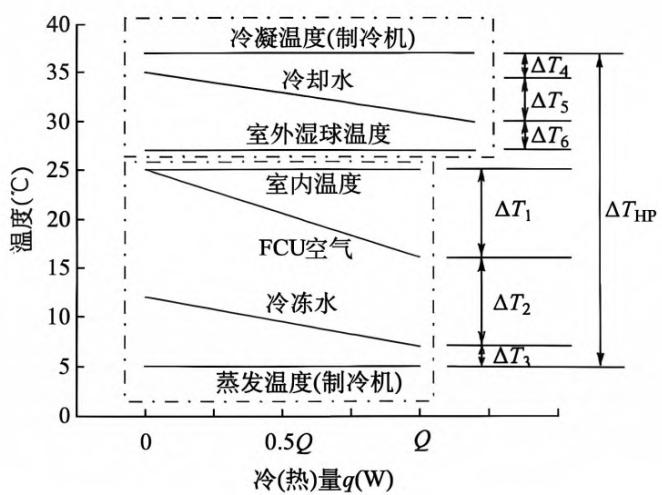 40
35
30
25
20
15
10
5
0
温度(℃)
冷凝温度(制冷机)
冷却水
室外湿球温度
室内温度
FCU空气
冷冻水
蒸发温度(制冷机)
ΔT4
ΔT5
ΔT6
ΔT1
ΔTHP
ΔT2
ΔT3
0
0.5Q
Q
冷(热)量q(W)